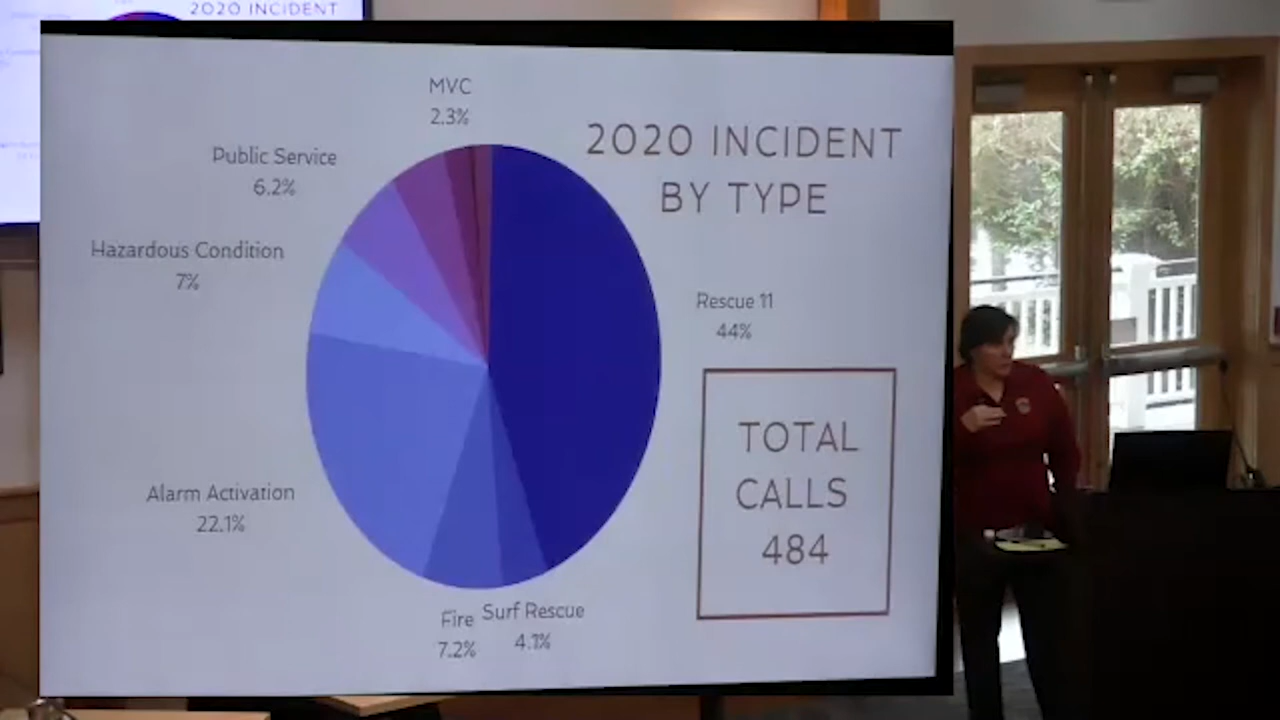 2020 INCIDENT
2020 INCIDENT
BY TYPE
MVC
2.3%
Public Service
6.2%
Hazardous Condition
7%
Rescue 11
44%
TOTAL
CALLS
484
Alarm Activation
22.1%
Fire
7.2%
Surf Rescue
4.1%